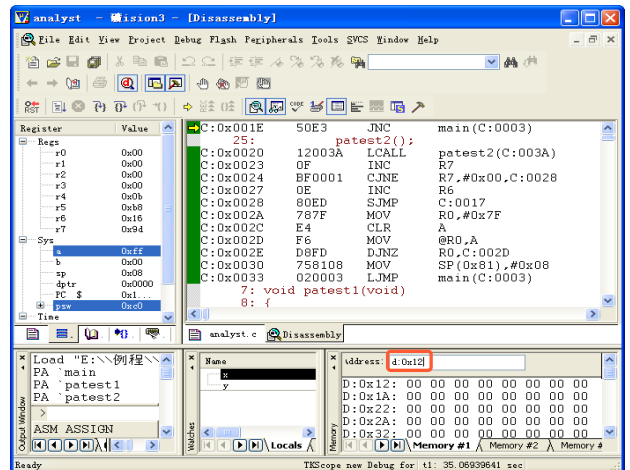 analyst - 礦ision3 - [Disassembly]
File Edit View Project Debug Flash Peripherals Tools SVCS Window Help
Register Value
Regs
r0 0x00
r1 0x00
r2 0x00
r3 0x00
r4 0x0b
r5 0xb8
r6 0x16
r7 0x9d
Sys
a 0xff
b 0x00
sp 0x08
dptr 0x0000
PC $ 0x1...
psw 0xc0
Time
C:0x001E 50E3 JNC main(C:0003)
25: patest2();
C:0x0020 12003A LCALL patest2(C:003A)
C:0x0023 0F INC R7
C:0x0024 BF0001 CJNE R7,#0x00,C:0028
C:0x0027 0E INC R6
C:0x0028 80ED SJMP C:0017
C:0x002A 787F MOV R0,#0x7F
C:0x002C E4 CLR A
C:0x002D F6 MOV @R0,A
C:0x002E D8FD DJNZ R0,C:002D
C:0x0030 758108 MOV SP(0x81),#0x08
C:0x0033 020003 LJMP main(C:0003)
7: void patest1(void)
8: {
analyst.c Disassembly
Output Window
Load "E:\\例程\\
PA `main
PA `patest1
PA `patest2
>
ASM ASSIGN
Watches
Name
x
y
Locals
Memory
Address: d:0x12
D:0x12: 00 00 00 00 00 00 00 00
D:0x1A: 00 00 00 00 00 00 00 00
D:0x22: 00 00 00 00 00 00 00 00
D:0x2A: 00 00 00 00 00 00 00 00
D:0x32: 00 00 00 00 00 00 00 00
Memory #1 Memory #2 Memory #
Ready TKScope new Debug for t1: 35.06939641 sec